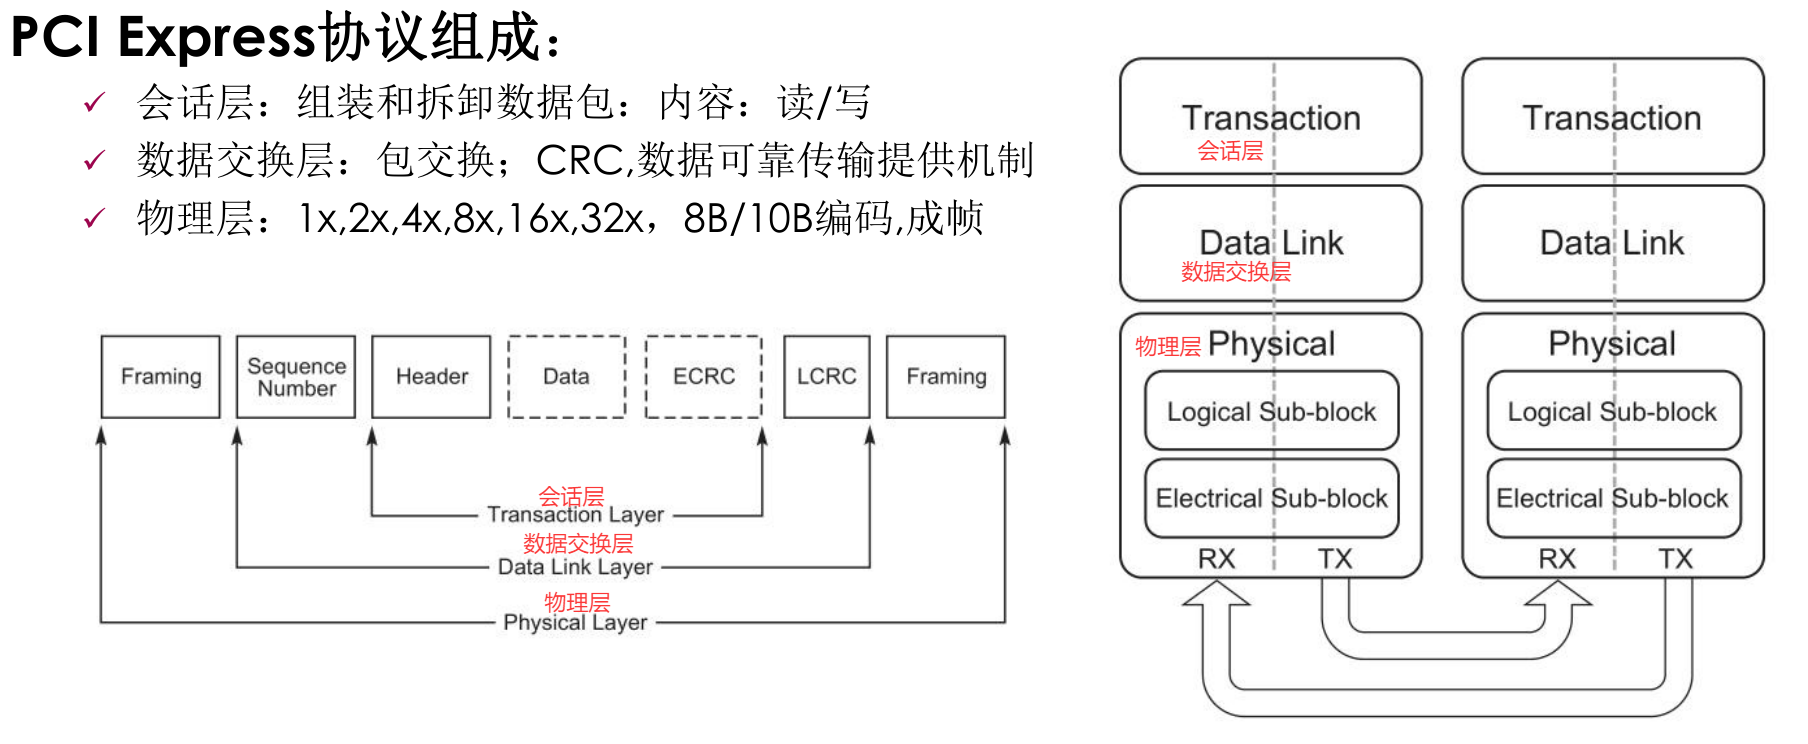 PCI Express协议组成：
✓ 会话层：组装和拆卸数据包：内容：读/写
✓ 数据交换层：包交换；CRC,数据可靠传输提供机制
✓ 物理层：1x,2x,4x,8x,16x,32x，8B/10B编码,成帧
Framing
Sequence
Number
Header
Data
ECRC
LCRC
Framing
会话层
Transaction Layer
数据交换层
Data Link Layer
物理层
Physical Layer
Transaction
会话层
Data Link
数据交换层
物理层 Physical
Logical Sub-block
Electrical Sub-block
RX TX
Transaction
Data Link
Physical
Logical Sub-block
Electrical Sub-block
RX TX